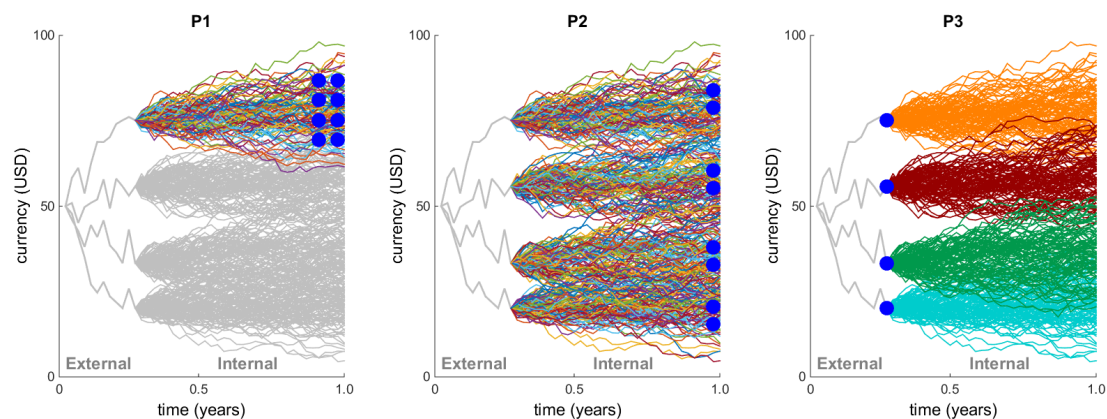 P1
100
50
0
currency (USD)
External
Internal
0
0.5
1.0
time (years)
P2
100
50
0
currency (USD)
External
Internal
0
0.5
1.0
time (years)
P3
100
50
0
currency (USD)
External
Internal
0
0.5
1.0
time (years)